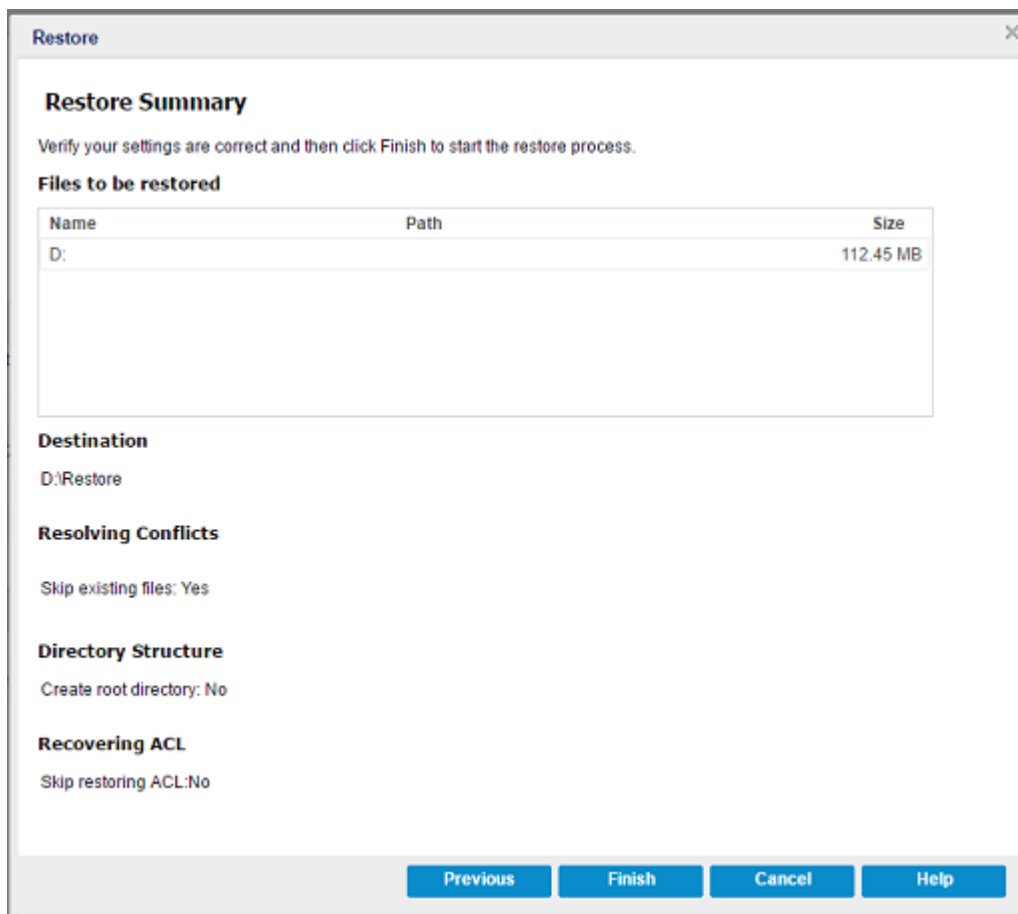 Restore
Restore Summary
Verify your settings are correct and then click Finish to start the restore process.
Files to be restored
Name Path Size
D: 112.45 MB
Destination
D:\Restore
Resolving Conflicts
Skip existing files: Yes
Directory Structure
Create root directory: No
Recovering ACL
Skip restoring ACL:No
Previous Finish Cancel Help